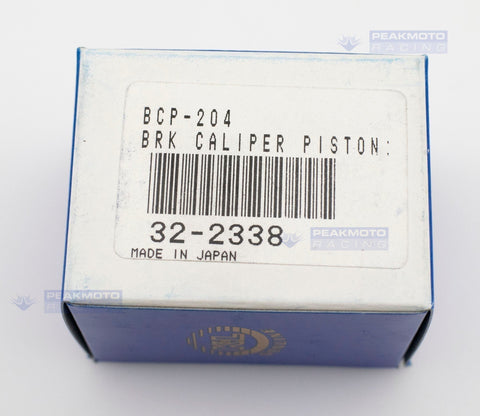 PEAKMOTO
RACING
BCP-204
BRK CALIPER PISTON:
32-2338
PEAKMOTO
RACING
MADE IN JAPAN
PEAKMOTO
RACING